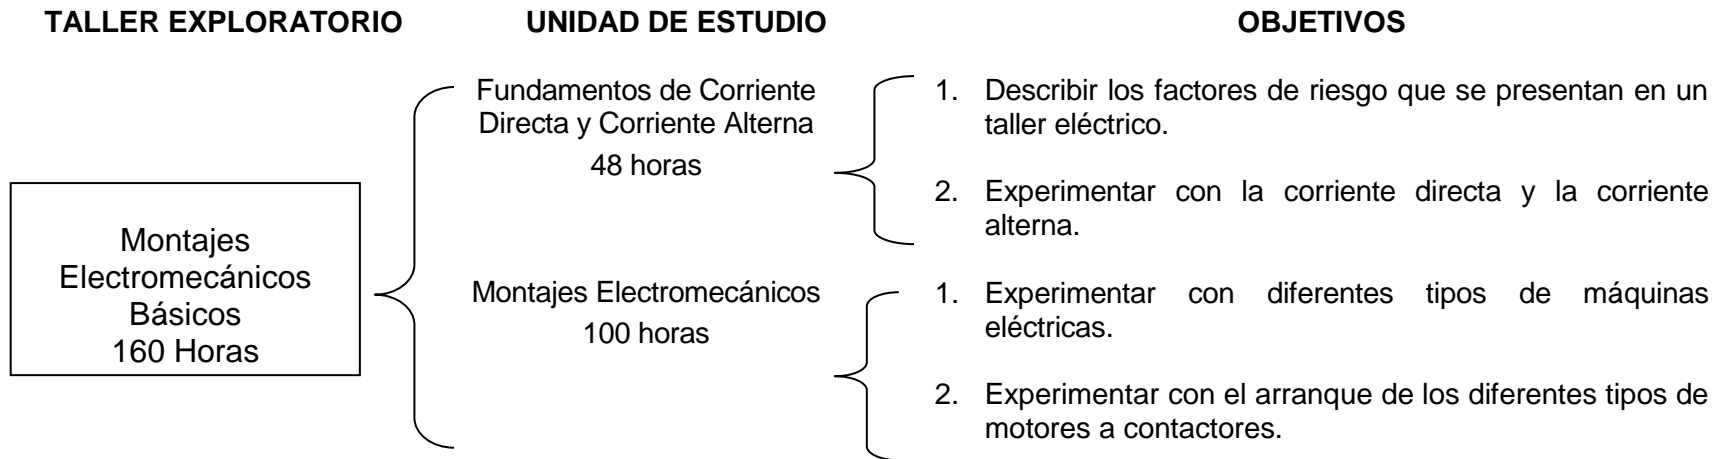 TALLER EXPLORATORIO
UNIDAD DE ESTUDIO
OBJETIVOS
Montajes
Electromecánicos
Básicos
160 Horas
Fundamentos de Corriente
Directa y Corriente Alterna
48 horas
1. Describir los factores de riesgo que se presentan en un
taller eléctrico.
2. Experimentar con la corriente directa y la corriente
alterna.
Montajes Electromecánicos
100 horas
1. Experimentar con diferentes tipos de máquinas
eléctricas.
2. Experimentar con el arranque de los diferentes tipos de
motores a contactores.